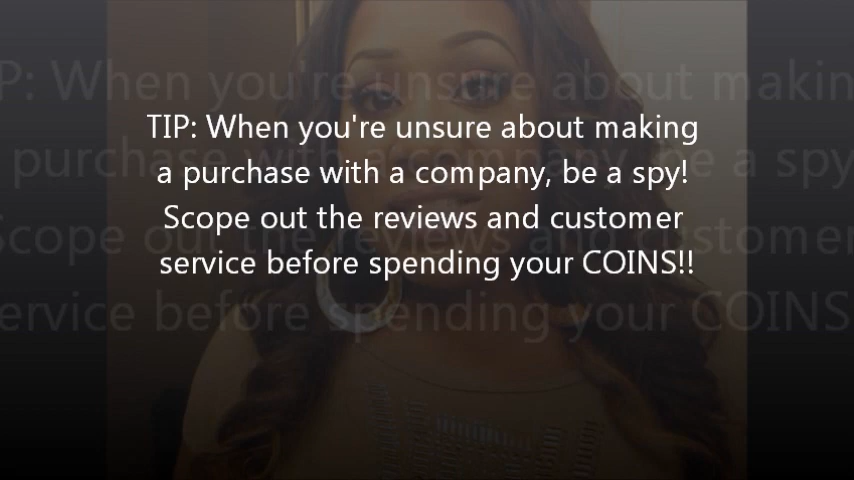 TIP: When you're unsure about making
a purchase with a company, be a spy!
Scope out the reviews and customer
service before spending your COINS!!